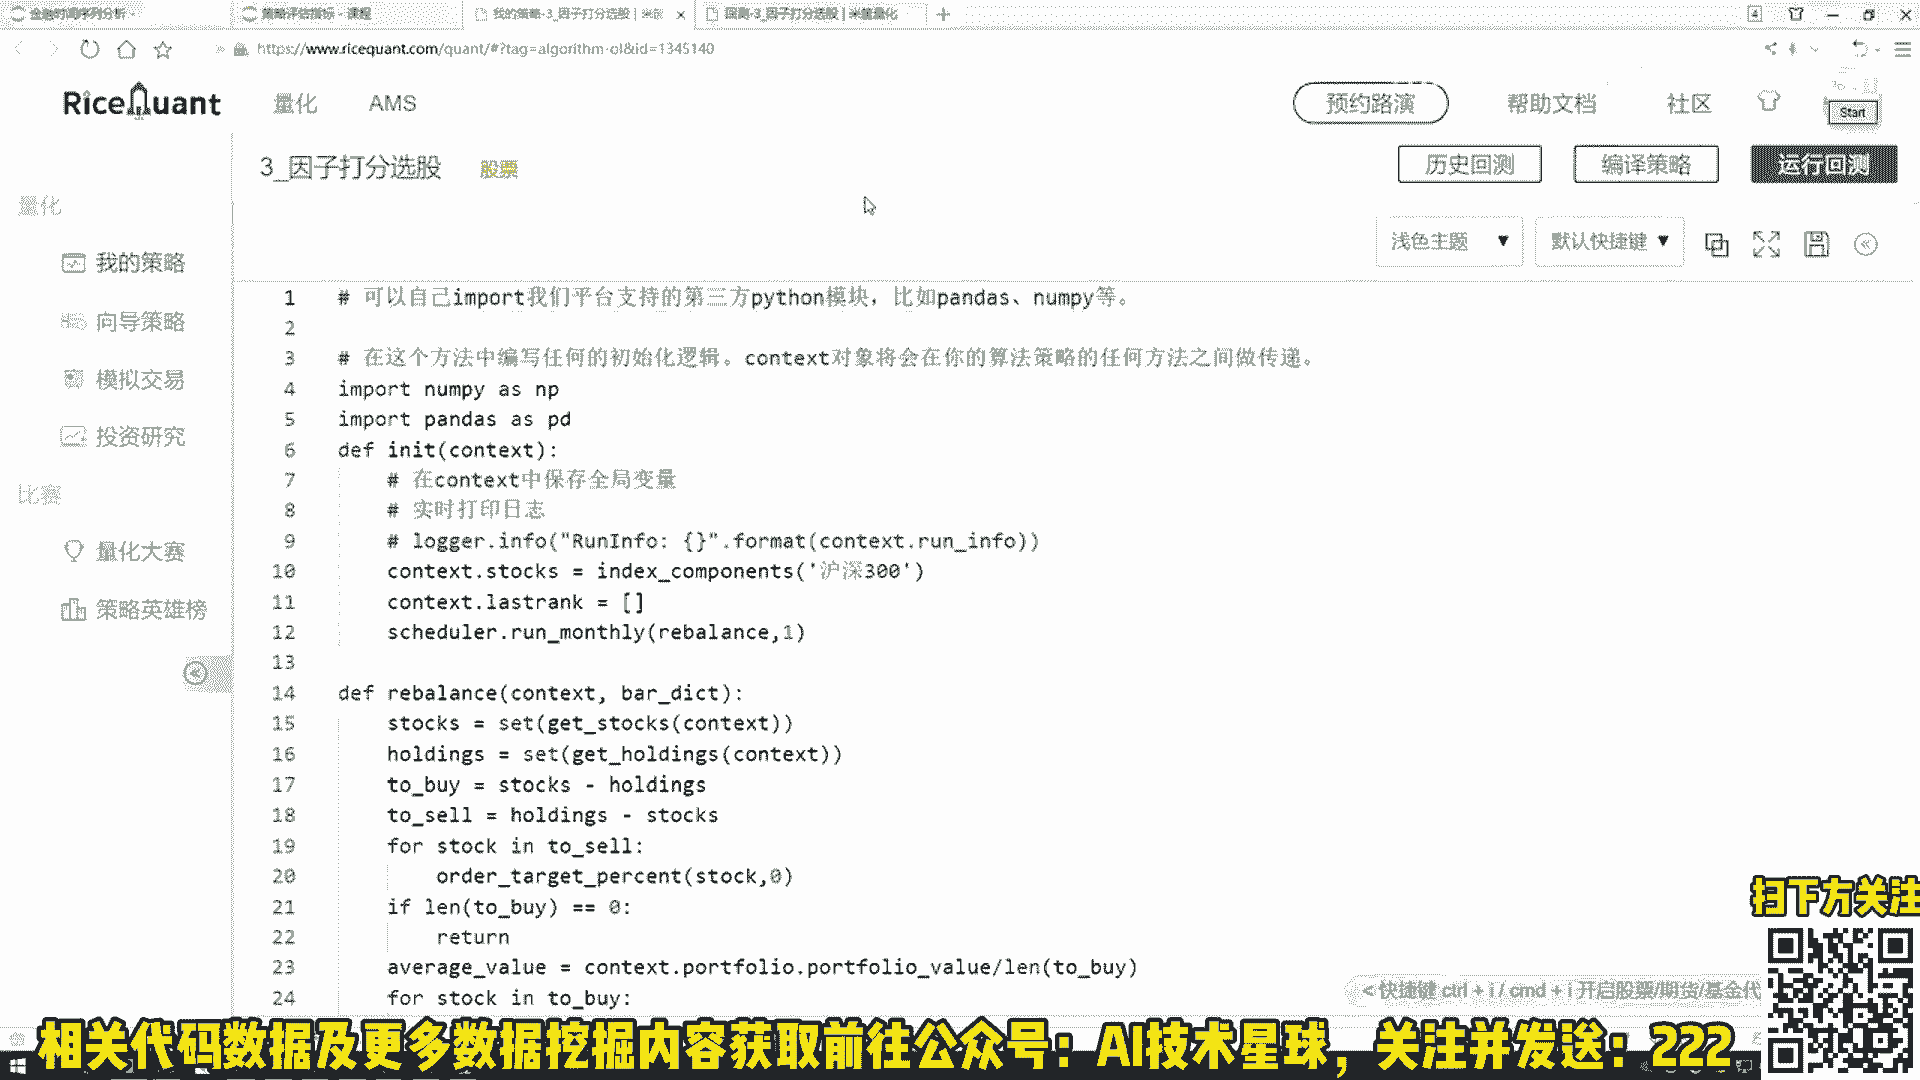 金融时间序列分析 -
策略评估指标 - 课程
我的策略-3_因子打分选股 | 米筐
回测-3_因子打分选股 | 米筐量化
4
https://www.ricequant.com/quant/#?tag=algorithm-ol&id=1345140
RiceQuant
量化
AMS
预约路演
帮助文档
社区
Start
3_因子打分选股
股票
历史回测
编译策略
运行回测
量化
我的策略
向导策略
模拟交易
投资研究
比赛
量化大赛
策略英雄榜
浅色主题 ▼
默认快捷键 ▼
1 # 可以自己import我们平台支持的第三方python模块，比如pandas、numpy等。
2
3 # 在这个方法中编写任何的初始化逻辑。context对象将会在你的算法策略的任何方法之间做传递。
4 import numpy as np
5 import pandas as pd
6 def init(context):
7 # 在context中保存全局变量
8 # 实时打印日志
9 # logger.info("RunInfo: {}".format(context.run_info))
10 context.stocks = index_components('沪深300')
11 context.lastrank = []
12 scheduler.run_monthly(rebalance,1)
13
14 def rebalance(context, bar_dict):
15 stocks = set(get_stocks(context))
16 holdings = set(get_holdings(context))
17 to_buy = stocks - holdings
18 to_sell = holdings - stocks
19 for stock in to_sell:
20 order_target_percent(stock,0)
21 if len(to_buy) == 0:
22 return
23 average_value = context.portfolio.portfolio_value/len(to_buy)
24 for stock in to_buy:
<快捷键 ctrl + i / cmd + i 开启股票/期货/基金代
扫下方关注
相关代码数据及更多数据挖掘内容获取前往公众号：AI技术星球，关注并发送：222